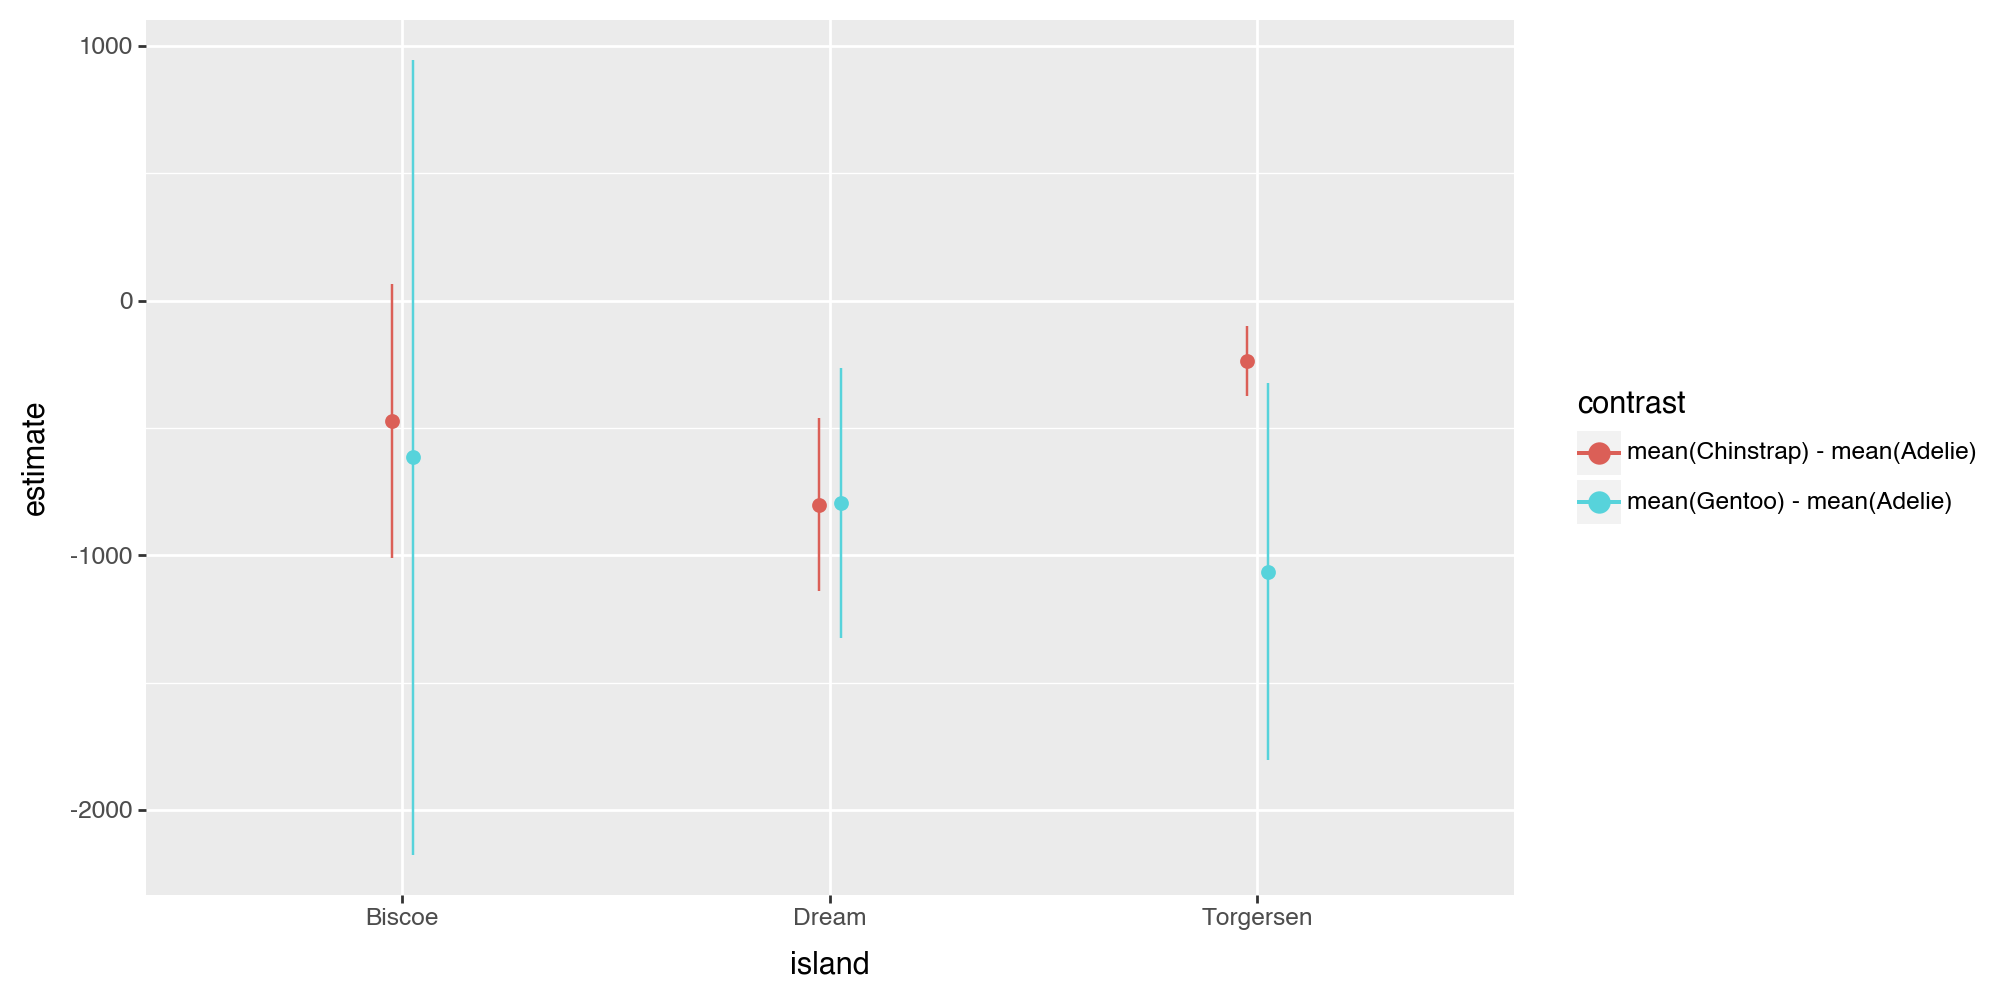 1000
0
-1000
-2000
estimate
Biscoe
Dream
Torgersen
island
contrast
mean(Chinstrap) - mean(Adelie)
mean(Gentoo) - mean(Adelie)